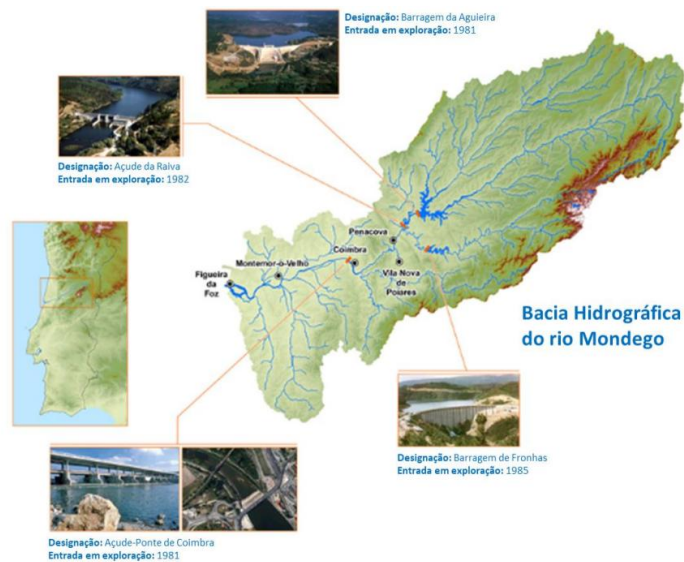 Designação: Barragem da Aguieira
Entrada em exploração: 1981
Designação: Açude da Raiva
Entrada em exploração: 1982
Penacova
Coimbra
Montemor-o-Velho
Figueira
da
Foz
Vila Nova
de
Poiares
Bacia Hidrográfica
do rio Mondego
Designação: Barragem de Fronhas
Entrada em exploração: 1985
Designação: Açude-Ponte de Coimbra
Entrada em exploração: 1981